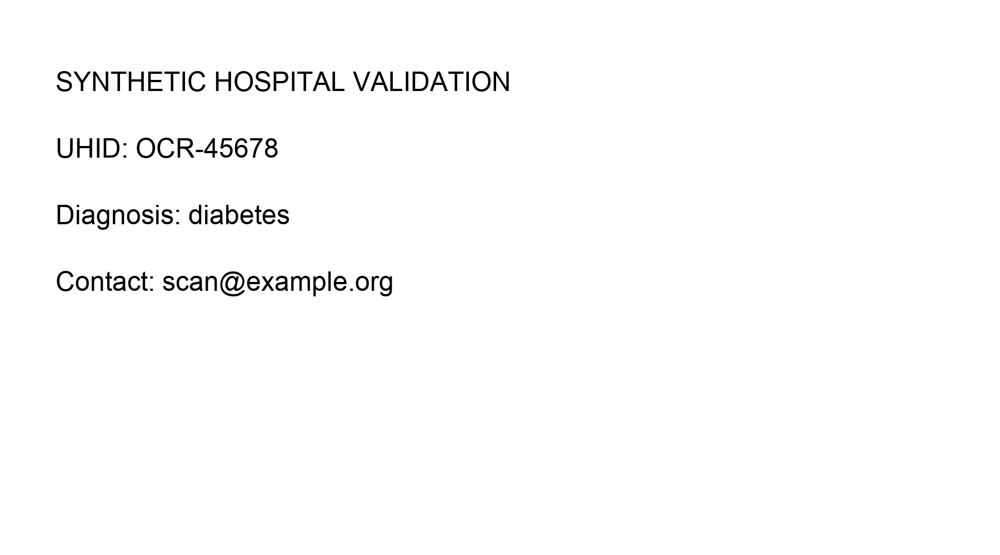 SYNTHETIC HOSPITAL VALIDATION
UHID: OCR-45678
Diagnosis: diabetes
Contact: scan@example.org